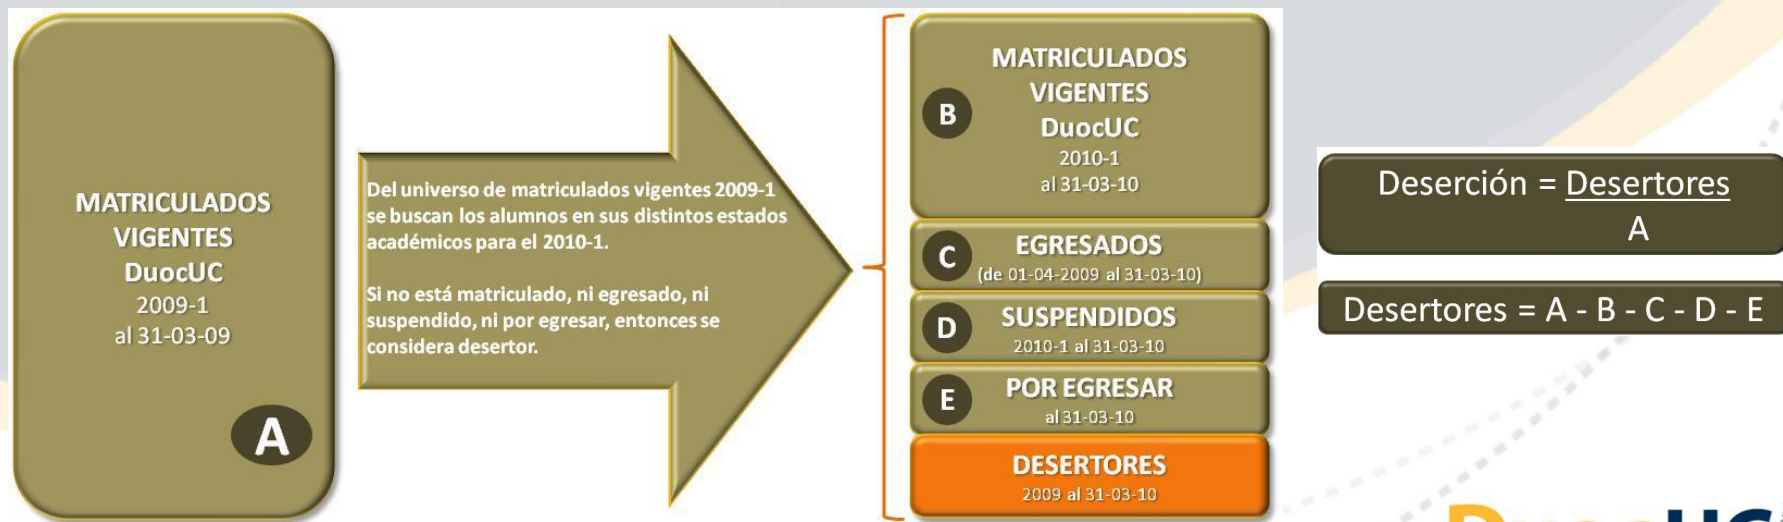 MATRICULADOS
VIGENTES
DuocUC
2009-1
al 31-03-09
A
Del universo de matriculados vigentes 2009-1
se buscan los alumnos en sus distintos estados
académicos para el 2010-1.
Si no está matriculado, ni egresado, ni
suspendido, ni por egresar, entonces se
considera desertor.
B
MATRICULADOS
VIGENTES
DuocUC
2010-1
al 31-03-10
C
EGRESADOS
(de 01-04-2009 al 31-03-10)
D
SUSPENDIDOS
2010-1 al 31-03-10
E
POR EGRESAR
al 31-03-10
DESERTORES
2009 al 31-03-10
Deserción = Desertores
A
Desertores = A - B - C - D - E